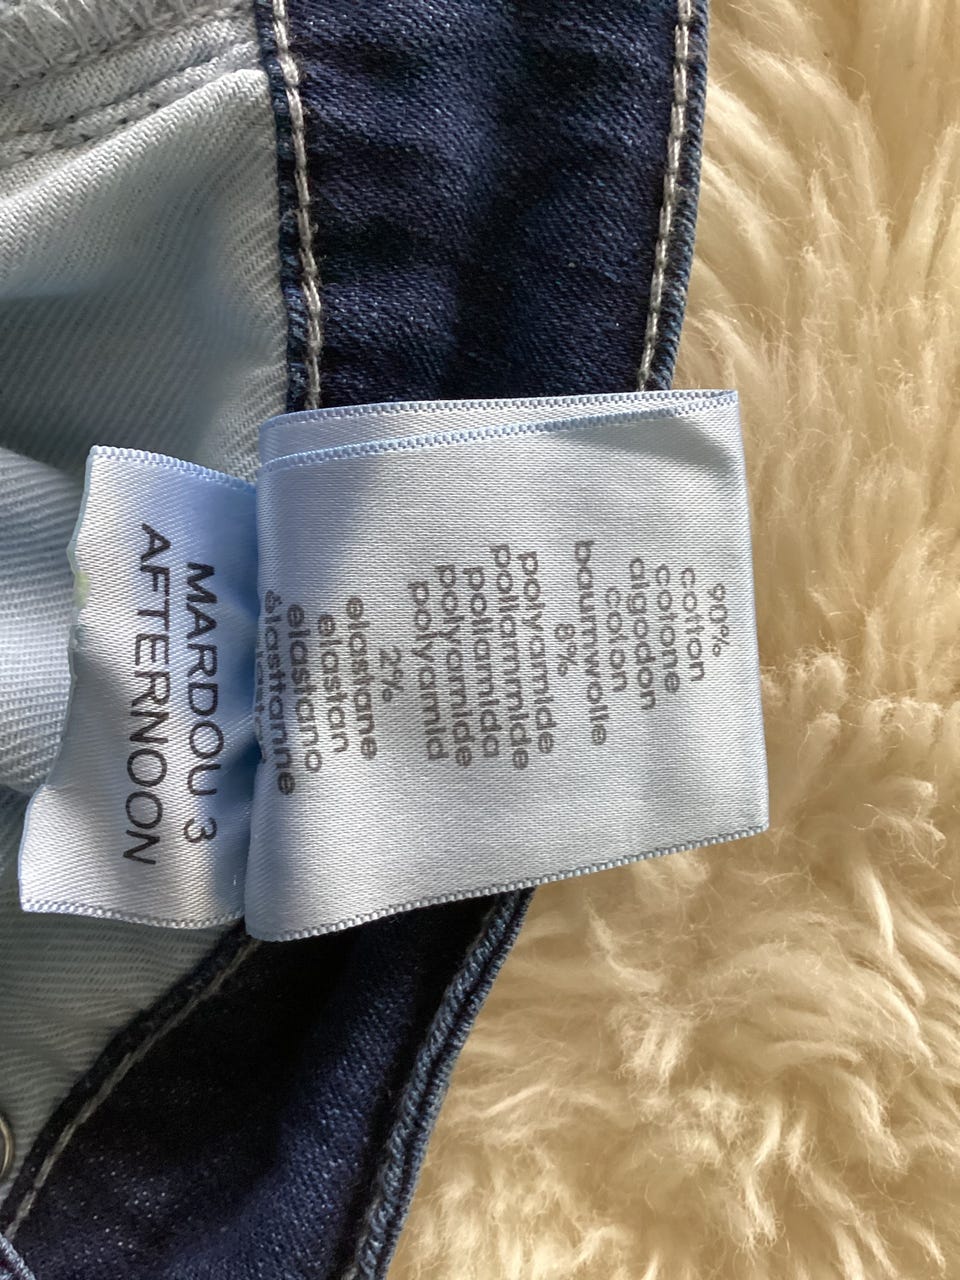 90%
cotton
cotone
algodon
coton
baumwolle
8%
polyamide
poliammide
poliamida
polyamide
polyamid
2%
elastane
elastan
elastano
élasthanne
MARDOU 3
AFTERNOON